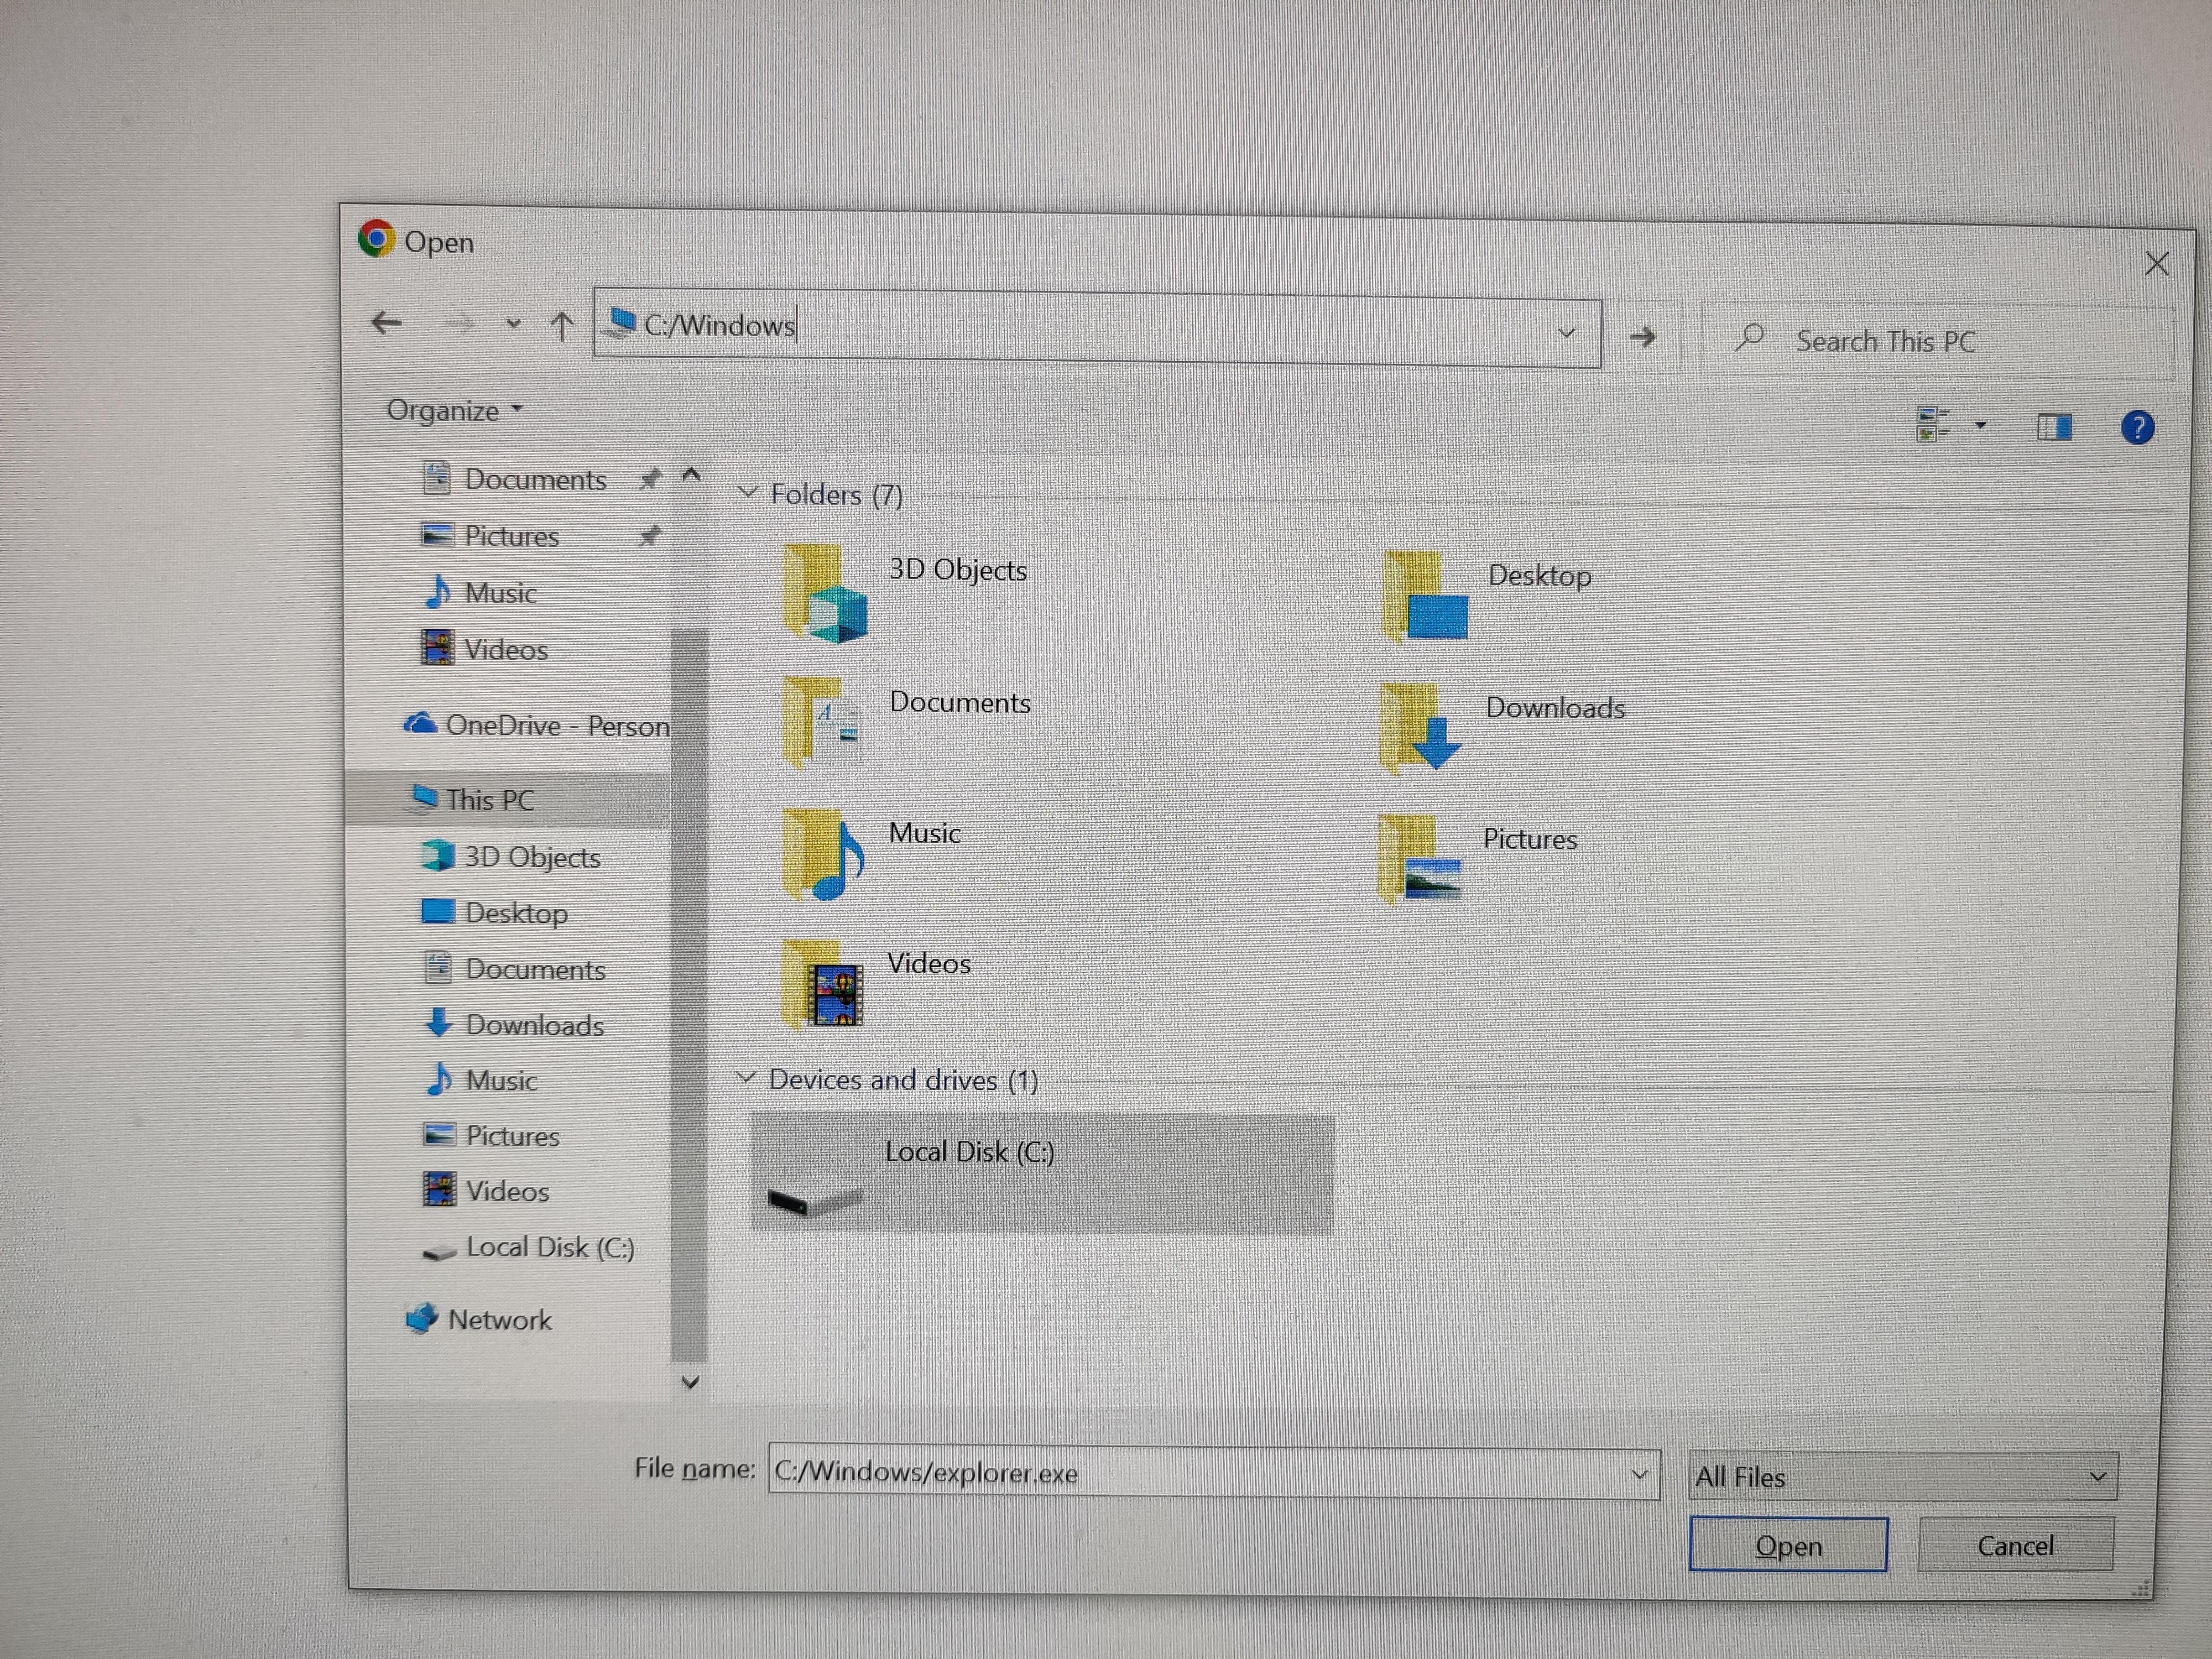 Open
C:/Windows
Search This PC
Organize
Documents
Pictures
Music
Videos
OneDrive - Person
This PC
3D Objects
Desktop
Documents
Downloads
Music
Pictures
Videos
Local Disk (C:)
Network
Folders (7)
3D Objects
Desktop
Documents
Downloads
Music
Pictures
Videos
Devices and drives (1)
Local Disk (C:)
File name: C:/Windows/explorer.exe
All Files
Open
Cancel